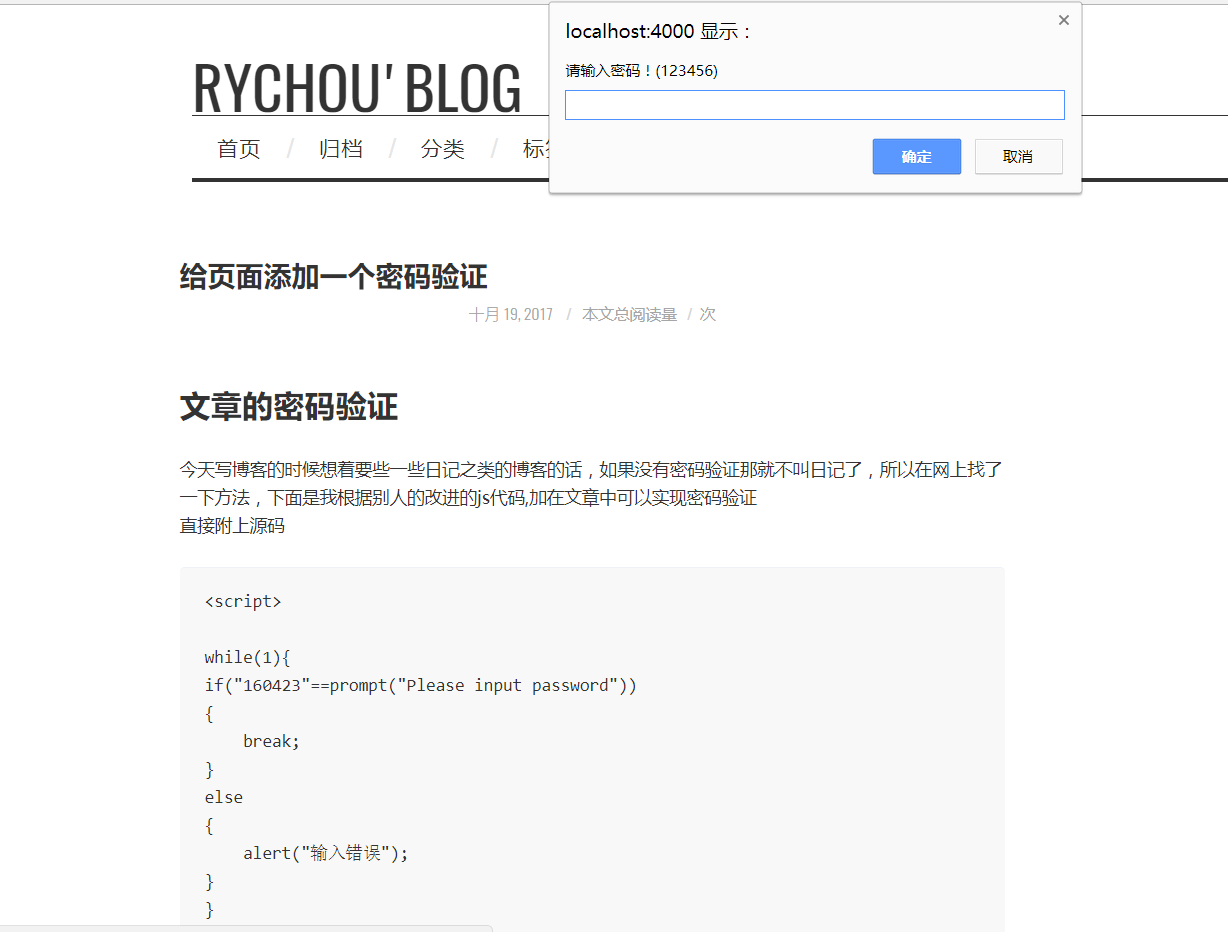 localhost:4000 显示：
请输入密码！(123456)
确定
取消
RYCHOU' BLOG
首页 / 归档 / 分类 / 标
给页面添加一个密码验证
十月 19, 2017 / 本文总阅读量 / 次
文章的密码验证
今天写博客的时候想着要些一些日记之类的博客的话，如果没有密码验证那就不叫日记了，所以在网上找了
一下方法，下面是我根据别人的改进的js代码,加在文章中可以实现密码验证
直接附上源码
<script>
while(1){
if("160423"==prompt("Please input password"))
{
break;
}
else
{
alert("输入错误");
}
}